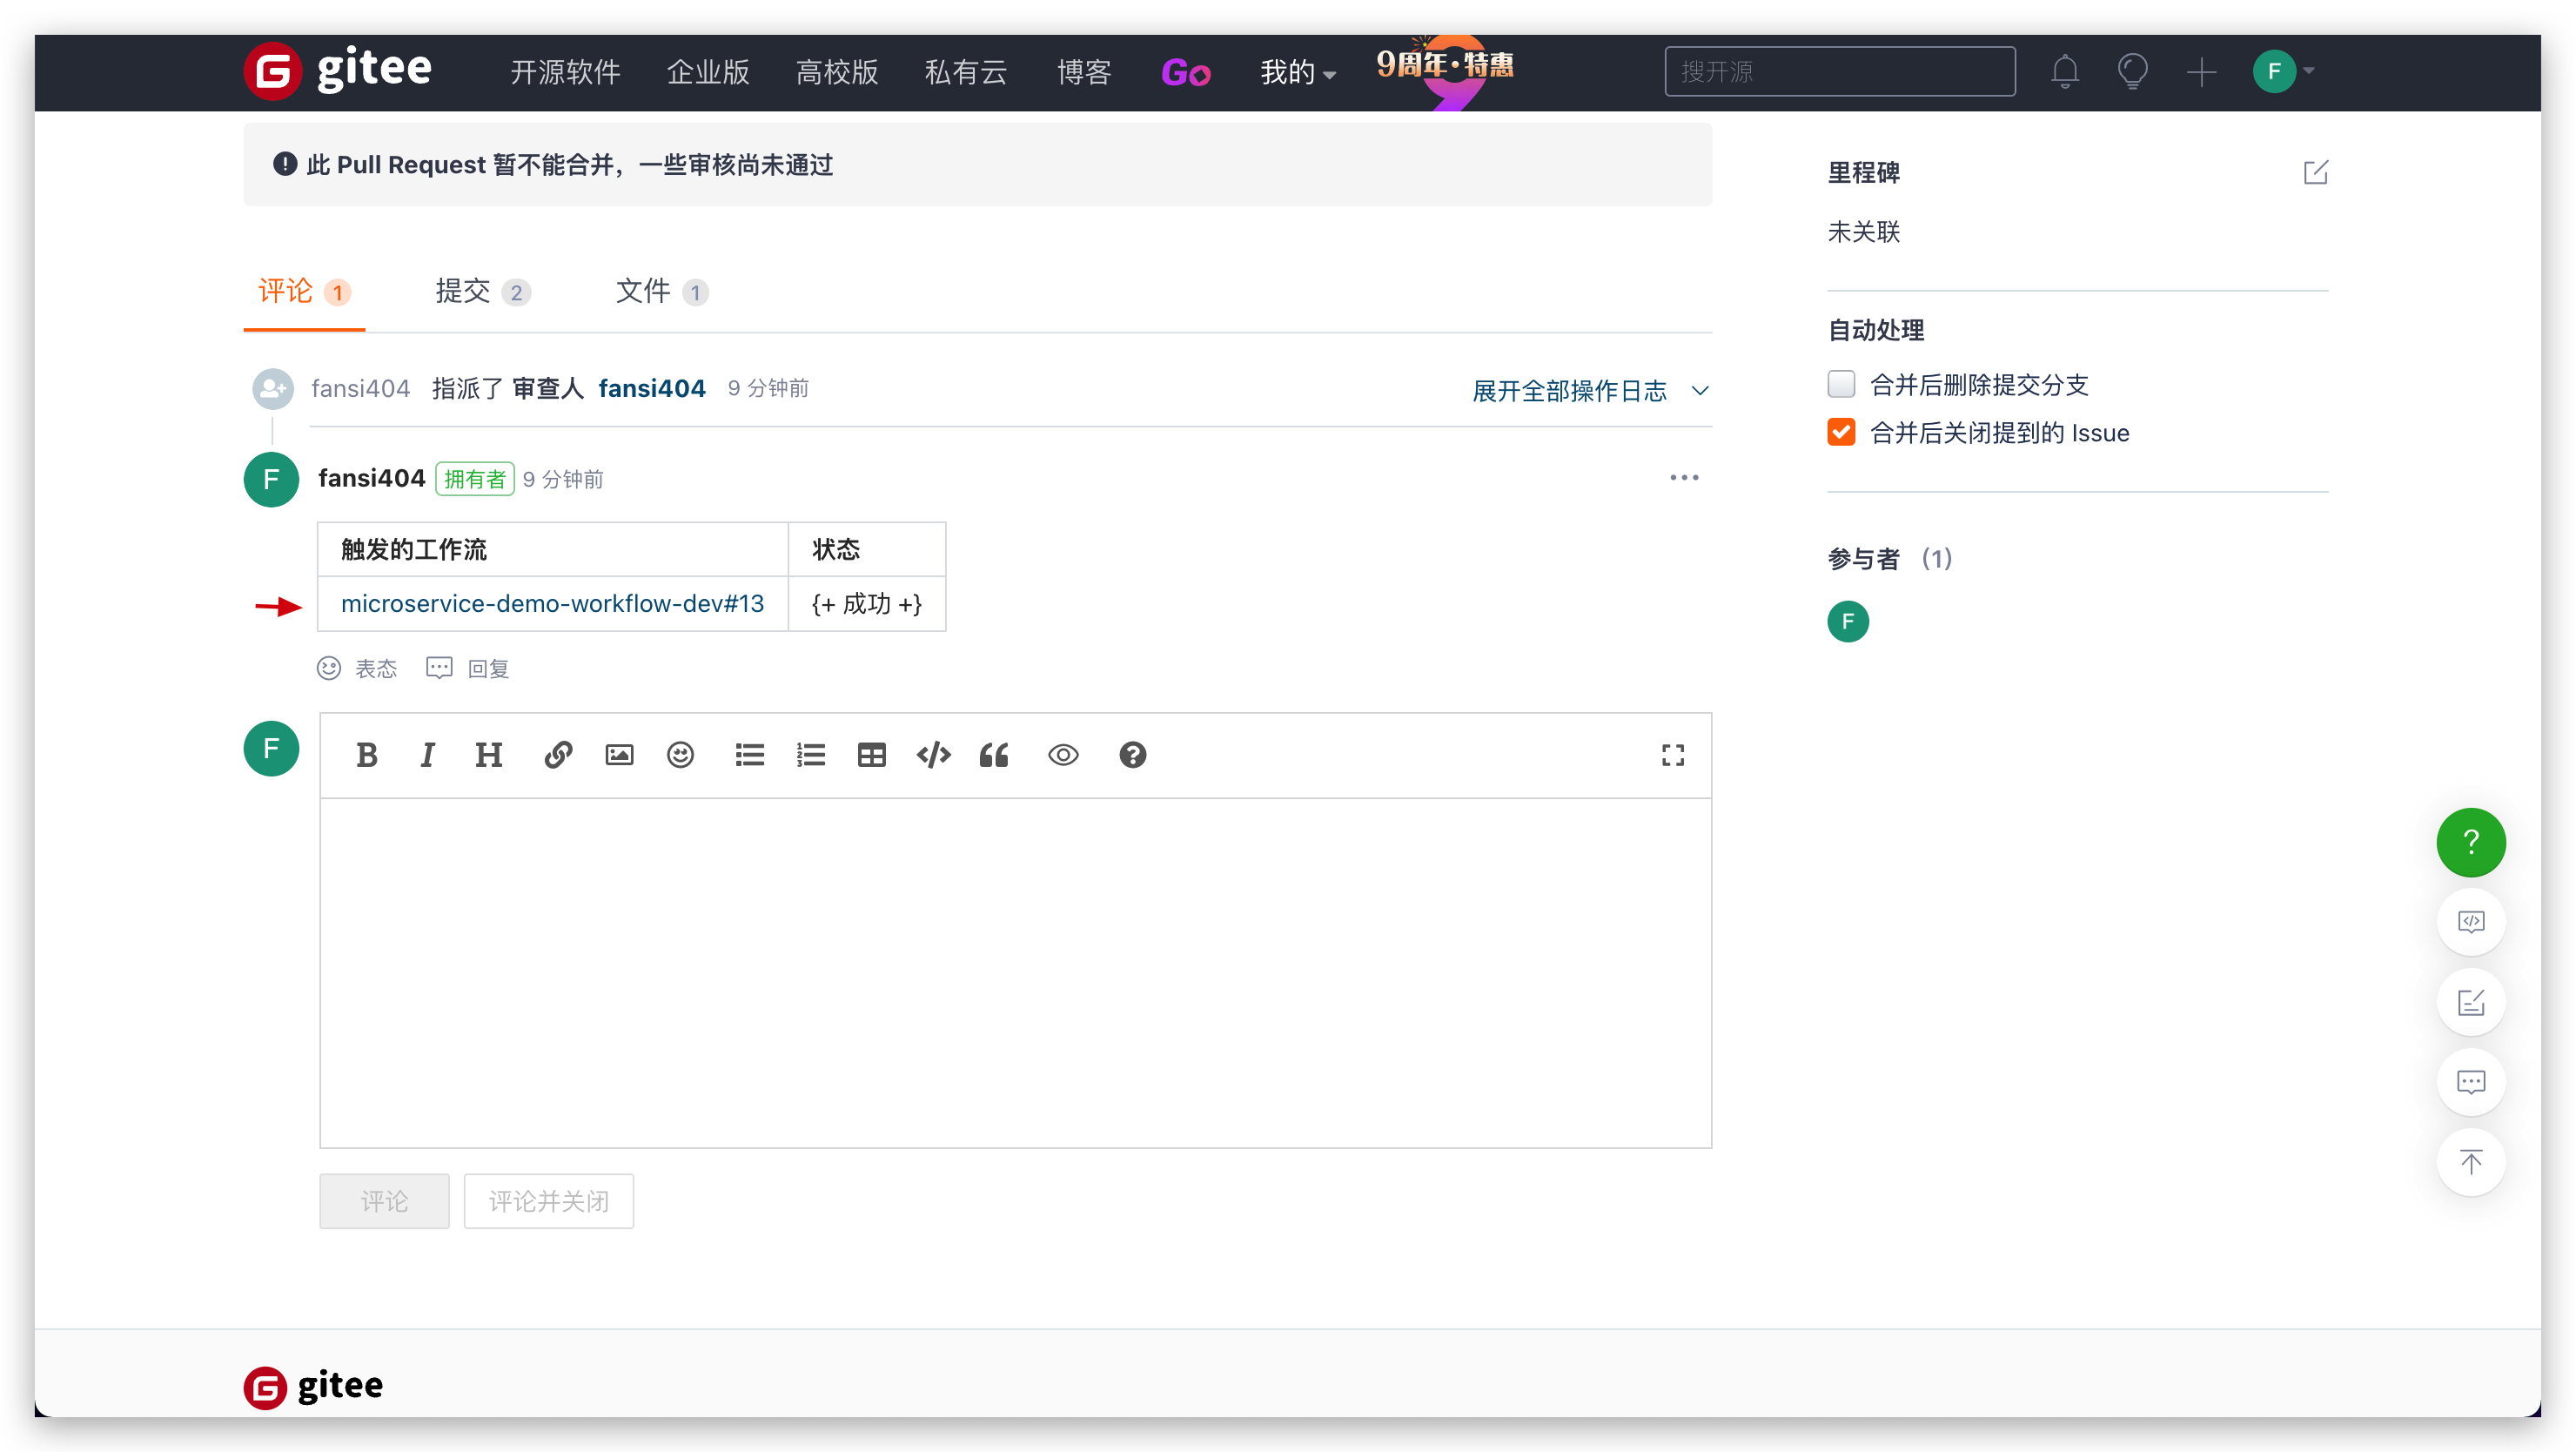 gitee 开源软件 企业版 高校版 私有云 博客 Go 我的 9周年·特惠 搜开源 F
此 Pull Request 暂不能合并，一些审核尚未通过
里程碑
未关联
评论 1 提交 2 文件 1
自动处理
合并后删除提交分支
合并后关闭提到的 Issue
fansi404 指派了 审查人 fansi404 9 分钟前 展开全部操作日志
F fansi404 拥有者 9 分钟前
触发的工作流 状态
microservice-demo-workflow-dev#13 {+ 成功 +}
参与者 (1)
F
表态 回复
F
评论 评论并关闭
gitee